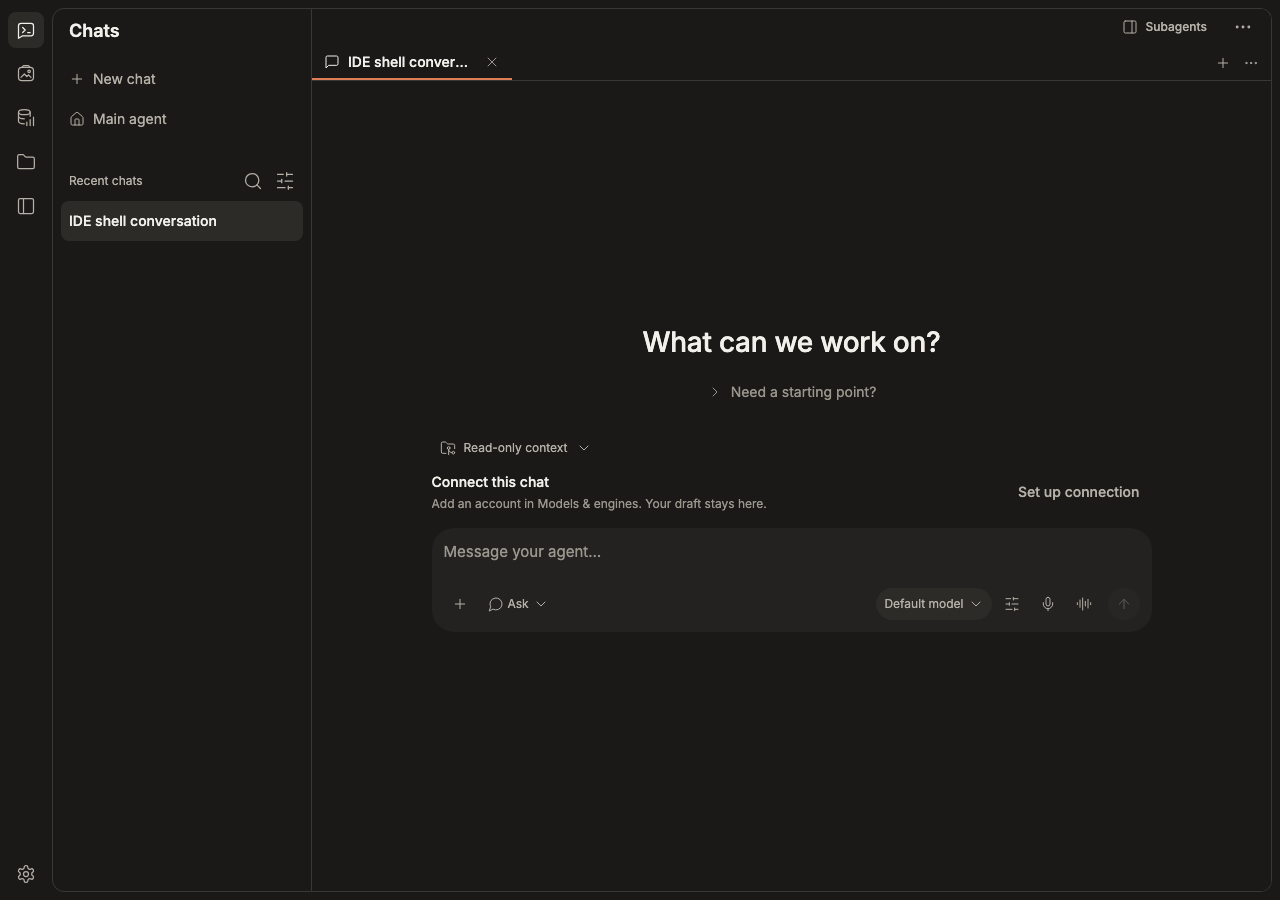 Chats
New chat
Main agent
Recent chats
IDE shell conversation
Subagents
IDE shell conver...
What can we work on?
Need a starting point?
Read-only context
Connect this chat
Add an account in Models & engines. Your draft stays here.
Set up connection
Message your agent...
Ask
Default model